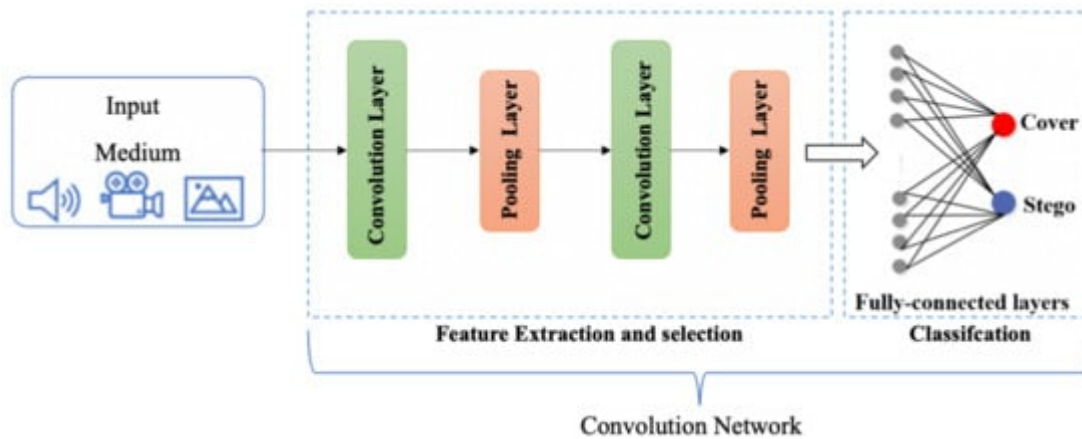 Input
Medium
Convolution Layer
Pooling Layer
Convolution Layer
Pooling Layer
Cover
Stego
Fully-connected layers
Feature Extraction and selection
Classifcation
Convolution Network